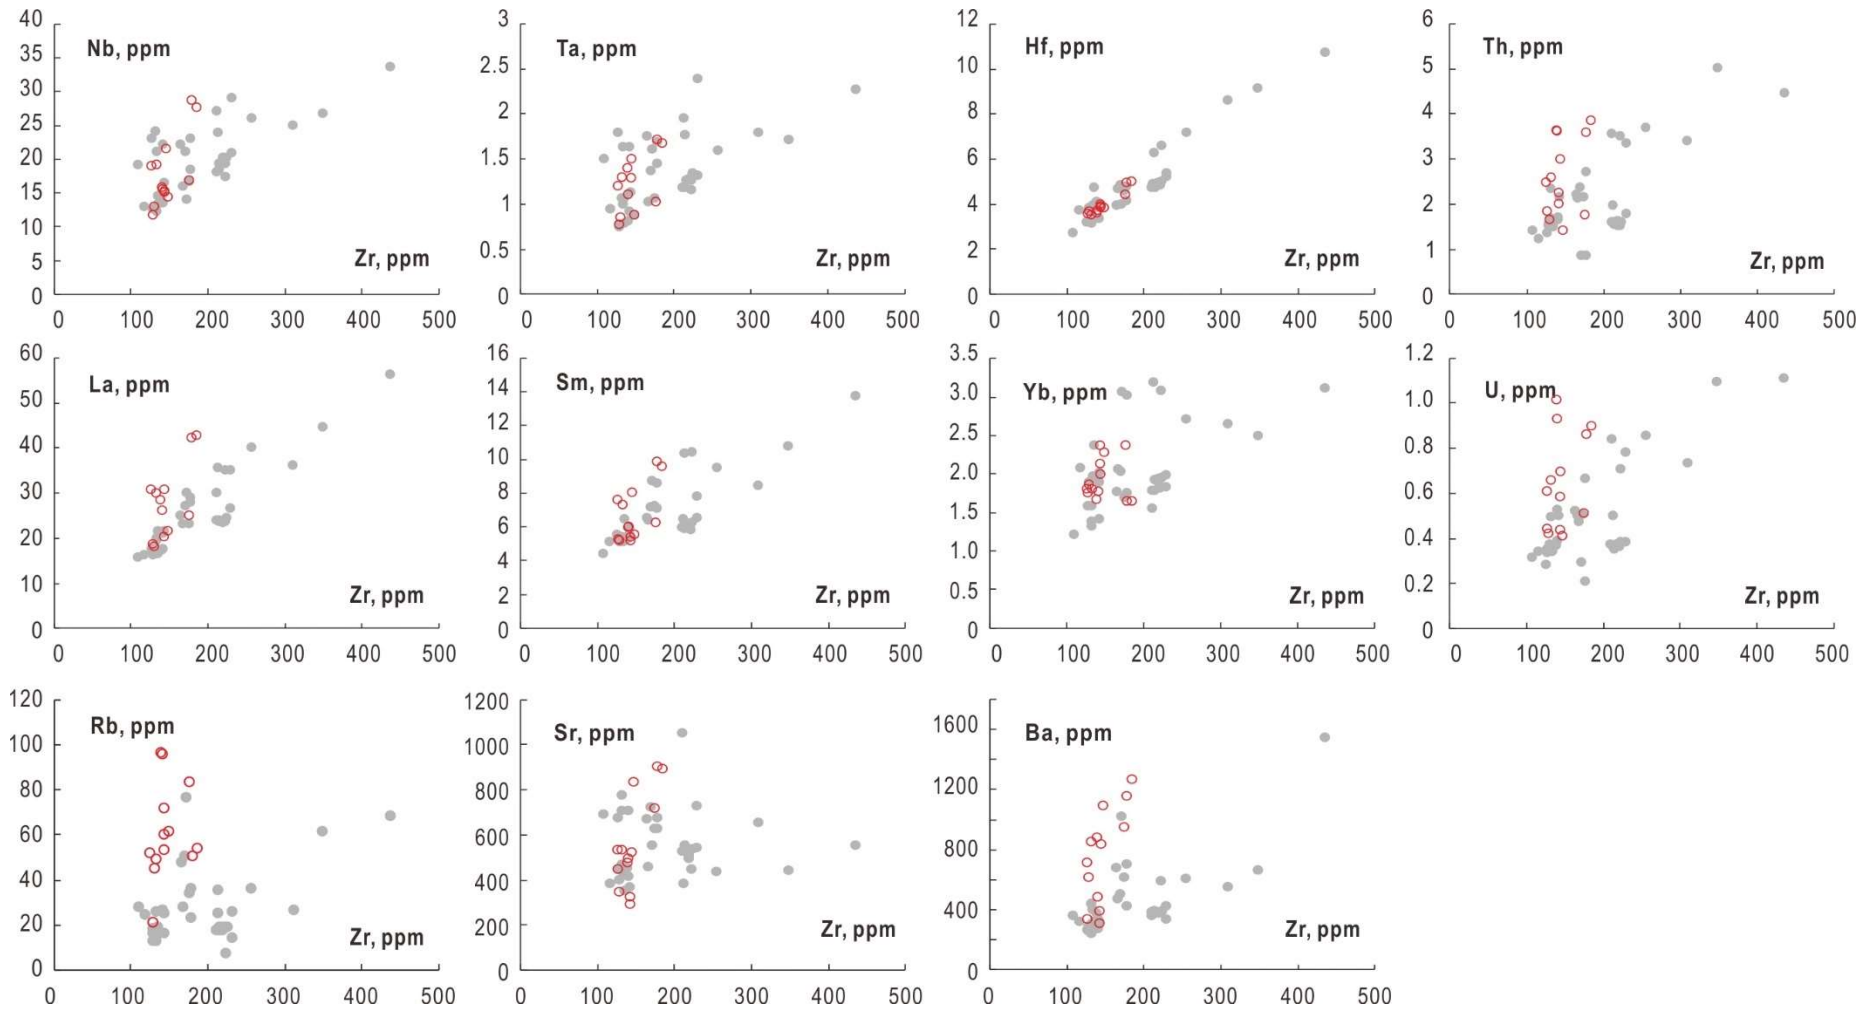 40
35
30
25
20
15
10
5
0
Nb, ppm
Zr, ppm
0 100 200 300 400 500
3
2.5
2
1.5
1
0.5
0
Ta, ppm
Zr, ppm
0 100 200 300 400 500
12
10
8
6
4
2
0
Hf, ppm
Zr, ppm
0 100 200 300 400 500
6
5
4
3
2
1
0
Th, ppm
Zr, ppm
0 100 200 300 400 500
60
50
40
30
20
10
0
La, ppm
Zr, ppm
0 100 200 300 400 500
16
14
12
10
8
6
4
2
0
Sm, ppm
Zr, ppm
0 100 200 300 400 500
3.5
3.0
2.5
2.0
1.5
1.0
0.5
0
Yb, ppm
Zr, ppm
0 100 200 300 400 500
1.2
1.0
0.8
0.6
0.4
0.2
0
U, ppm
Zr, ppm
0 100 200 300 400 500
120
100
80
60
40
20
0
Rb, ppm
Zr, ppm
0 100 200 300 400 500
1200
1000
800
600
400
200
0
Sr, ppm
Zr, ppm
0 100 200 300 400 500
1600
1200
800
400
0
Ba, ppm
Zr, ppm
0 100 200 300 400 500